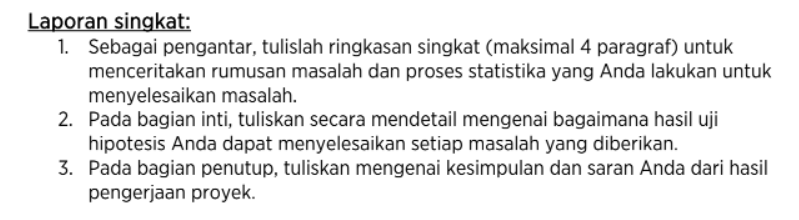 Laporan singkat:
1. Sebagai pengantar, tulislah ringkasan singkat (maksimal 4 paragraf) untuk
menceritakan rumusan masalah dan proses statistika yang Anda lakukan untuk
menyelesaikan masalah.
2. Pada bagian inti, tuliskan secara mendetail mengenai bagaimana hasil uji
hipotesis Anda dapat menyelesaikan setiap masalah yang diberikan.
3. Pada bagian penutup, tuliskan mengenai kesimpulan dan saran Anda dari hasil
pengerjaan proyek.